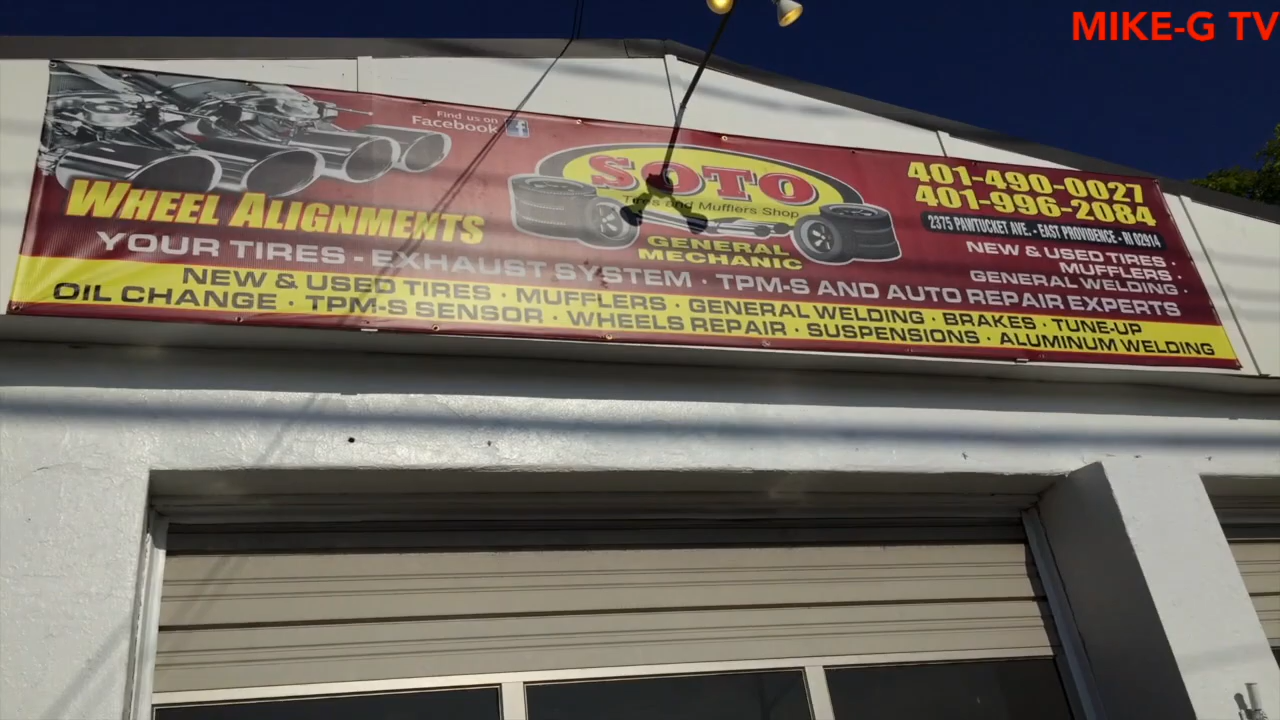 MIKE-G TV
Find us on
Facebook
WHEEL ALIGNMENTS
SOTO
Tires and Mufflers Shop
GENERAL
MECHANIC
401-490-0027
401-996-2084
2375 PAWTUCKET AVE. - EAST PROVIDENCE - RI 02914
NEW & USED TIRES ·
MUFFLERS ·
GENERAL WELDING ·
YOUR TIRES - EXHAUST SYSTEM · TPM-S AND AUTO REPAIR EXPERTS
NEW & USED TIRES · MUFFLERS · GENERAL WELDING · BRAKES · TUNE-UP
OIL CHANGE · TPM-S SENSOR · WHEELS REPAIR · SUSPENSIONS · ALUMINUM WELDING